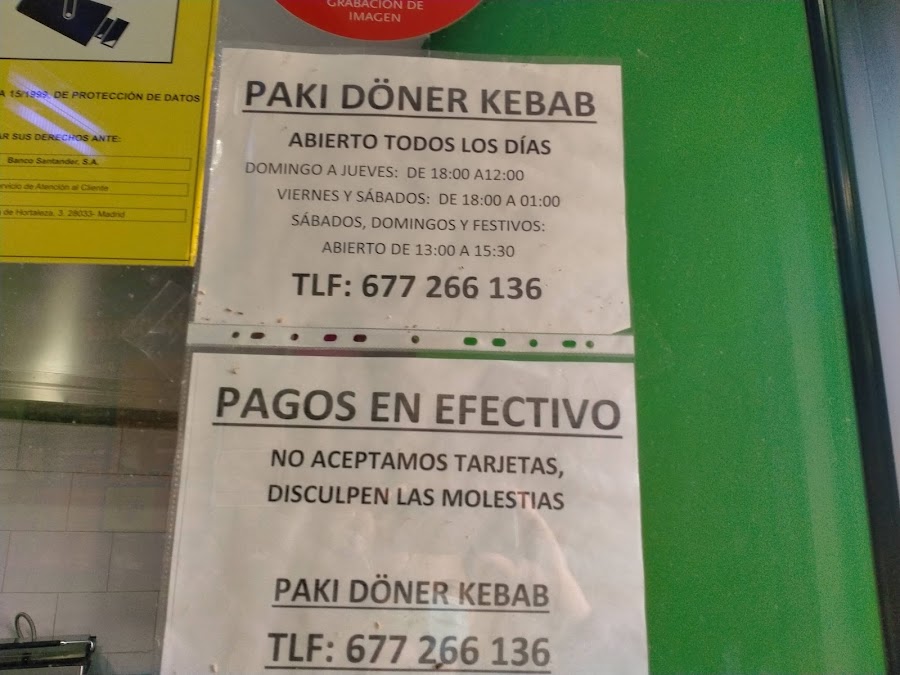 GRABACIÓN DE
IMAGEN
A 15/1999, DE PROTECCIÓN DE DATOS
AR SUS DERECHOS ANTE:
Banco Santander, S.A.
rvicio de Atención al Cliente
de Hortaleza, 3. 28033- Madrid
PAKI DÖNER KEBAB
ABIERTO TODOS LOS DÍAS
DOMINGO A JUEVES: DE 18:00 A12:00
VIERNES Y SÁBADOS: DE 18:00 A 01:00
SÁBADOS, DOMINGOS Y FESTIVOS:
ABIERTO DE 13:00 A 15:30
TLF: 677 266 136
PAGOS EN EFECTIVO
NO ACEPTAMOS TARJETAS,
DISCULPEN LAS MOLESTIAS
PAKI DÖNER KEBAB
TLF: 677 266 136